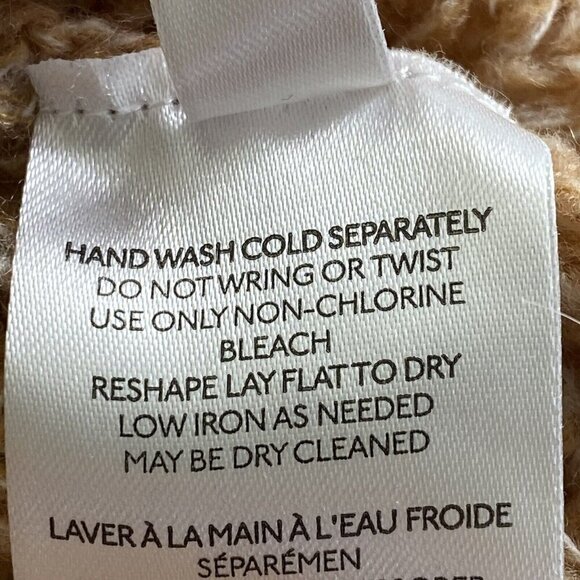 HAND WASH COLD SEPARATELY
DO NOT WRING OR TWIST
USE ONLY NON-CHLORINE
BLEACH
RESHAPE LAY FLAT TO DRY
LOW IRON AS NEEDED
MAY BE DRY CLEANED
LAVER À LA MAIN À L'EAU FROIDE
SÉPARÉMEN